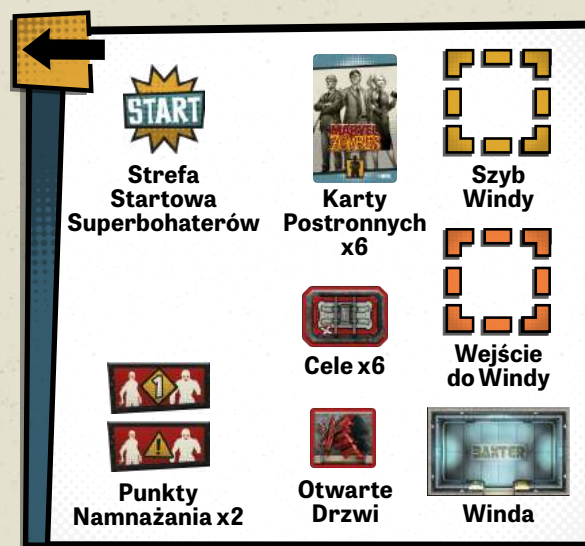 START
Strefa
Startowa
Superbohaterów
MARVEL
ZOMBIES
Karty
Postronnych
x6
Szyb
Windy
Cele x6
Wejście
do Windy
1
Punkty
Namnażania x2
Otwarte
Drzwi
BAXTER
Winda